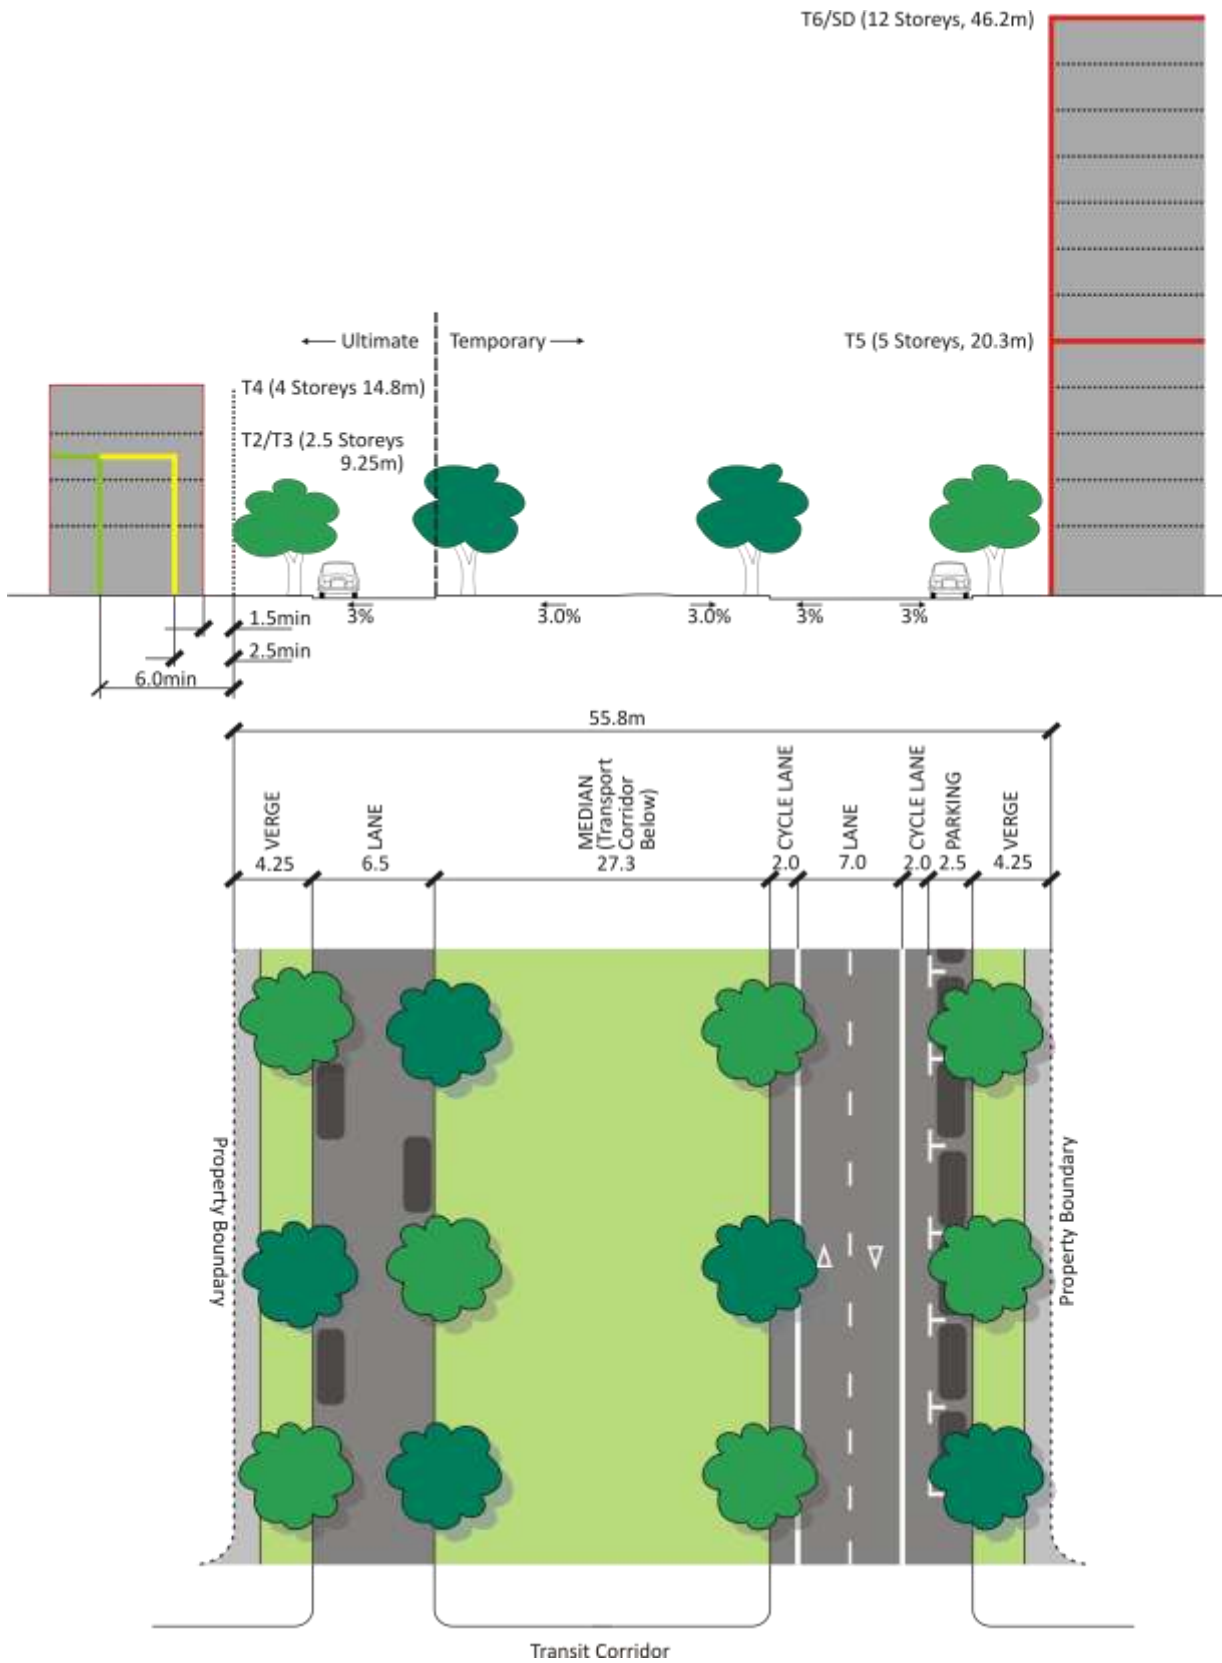 T6/SD (12 Storeys, 46.2m)
Ultimate
Temporary
T5 (5 Storeys, 20.3m)
T4 (4 Storeys 14.8m)
T2/T3 (2.5 Storeys
9.25m)
3%
3.0%
3.0%
3%
3%
1.5min
2.5min
6.0min
55.8m
VERGE
4.25
LANE
6.5
MEDIAN
(Transport
Corridor
Below)
27.3
CYCLE LANE
2.0
LANE
7.0
CYCLE LANE
2.0
PARKING
2.5
VERGE
4.25
Property Boundary
Property Boundary
Transit Corridor